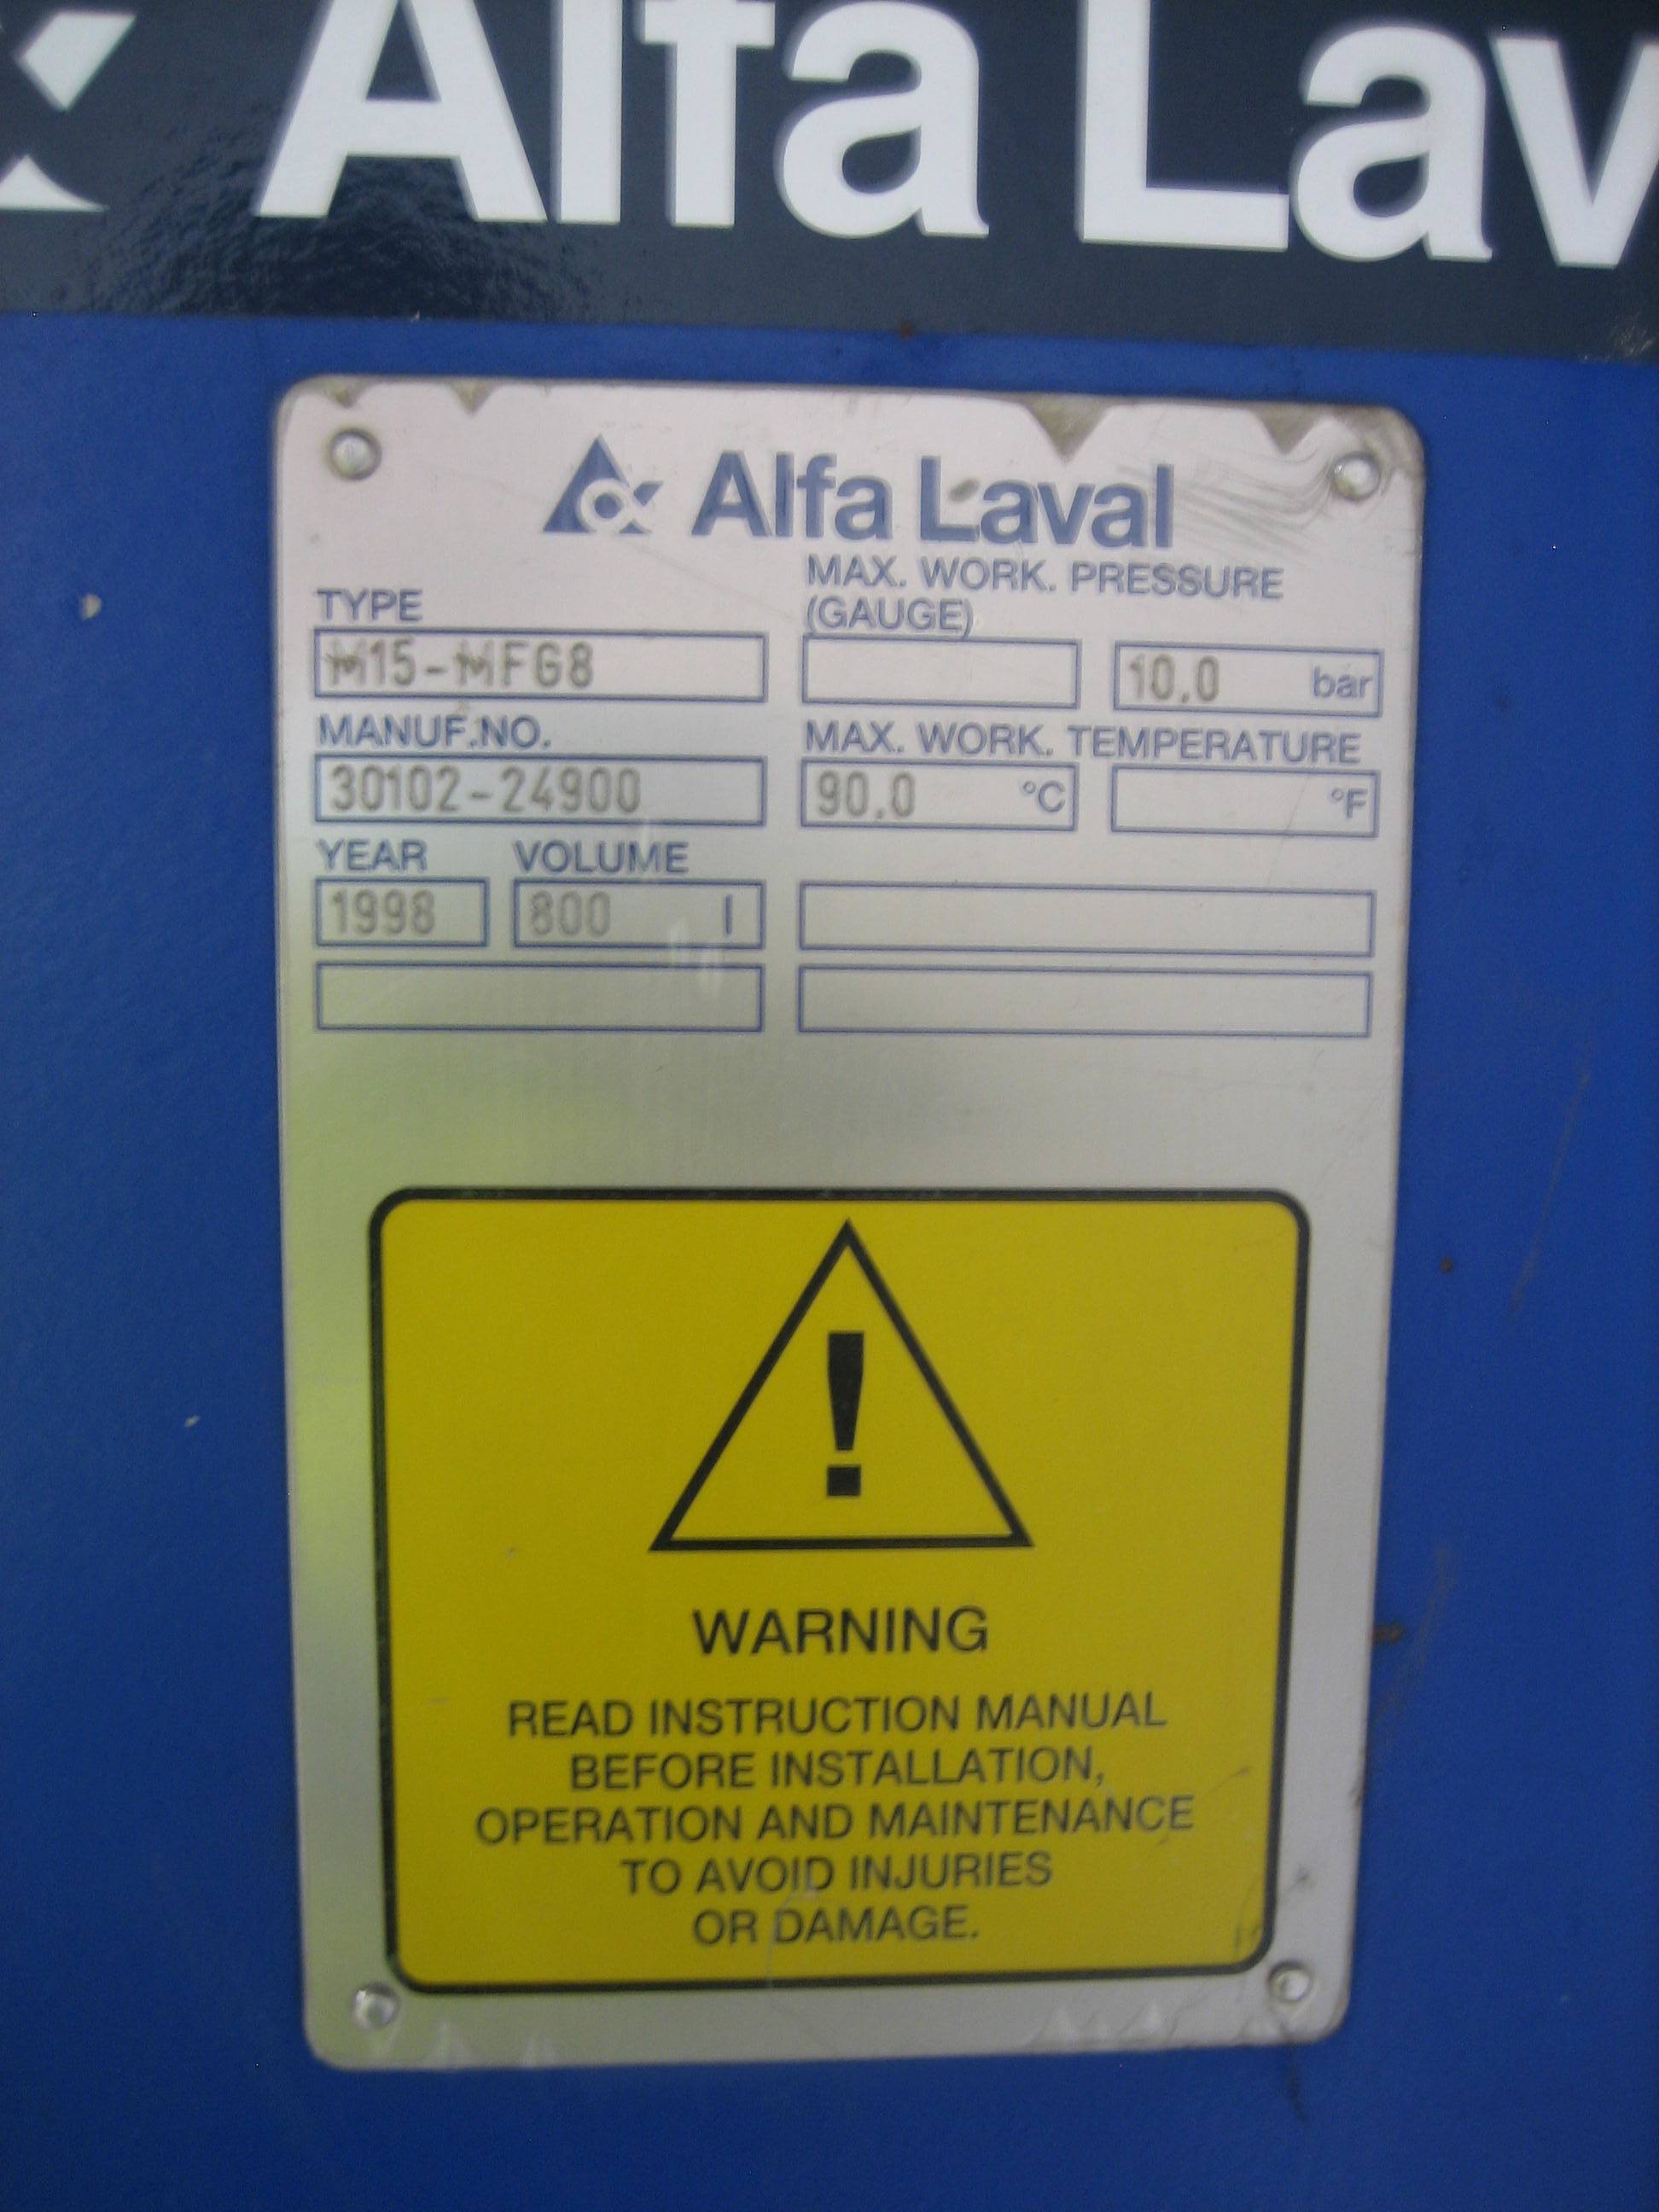 Alfa Lav
Alfa Laval
TYPE
M15-MFG8
MAX. WORK. PRESSURE
(GAUGE)
10.0 bar
MANUF.NO.
30102-24900
MAX. WORK. TEMPERATURE
90.0 °C
°F
YEAR VOLUME
1998 800 l
!
WARNING
READ INSTRUCTION MANUAL
BEFORE INSTALLATION,
OPERATION AND MAINTENANCE
TO AVOID INJURIES
OR DAMAGE.